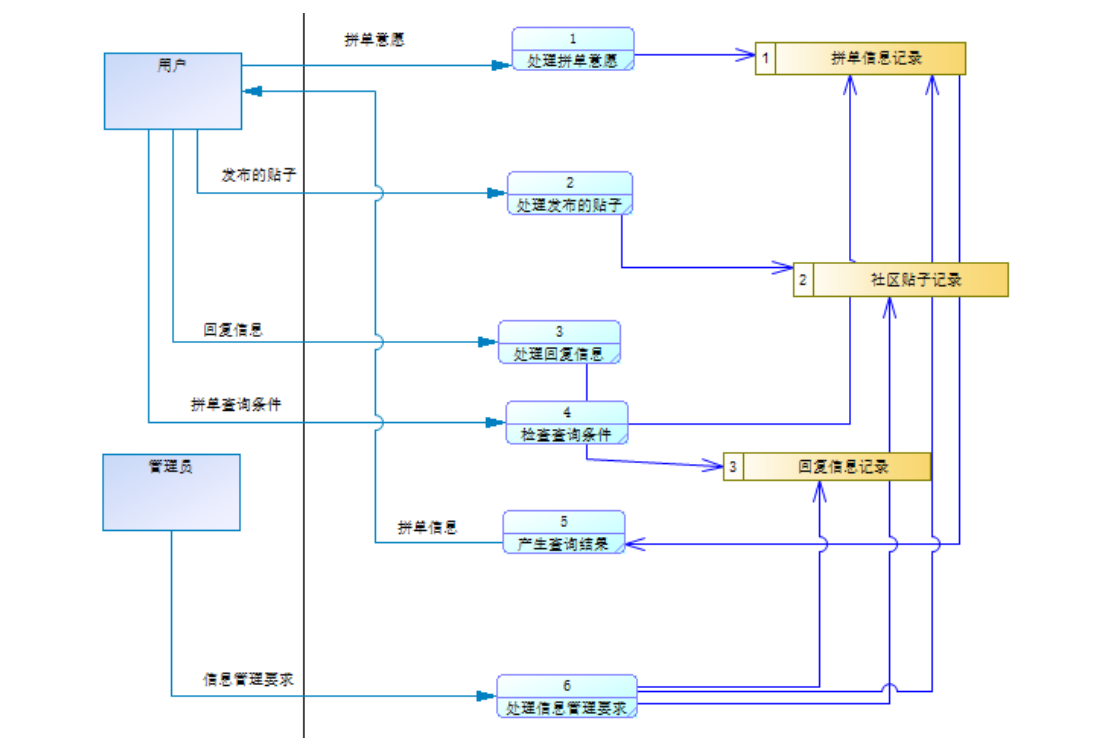 拼单意愿
1
处理拼单意愿
1
拼单信息记录
用户
发布的贴子
2
处理发布的贴子
2
社区贴子记录
回复信息
3
处理回复信息
拼单查询条件
4
检查查询条件
管理员
3
回复信息记录
拼单信息
5
产生查询结果
信息管理要求
6
处理信息管理要求